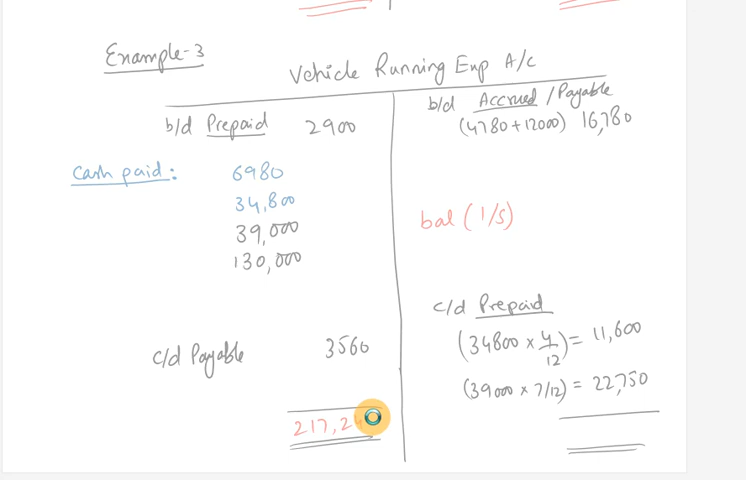 Example-3
Vehicle Running Exp A/c
b/d Prepaid 2900
b/d Accrued / Payable
(4780+12000) 16,780
Cash paid: 6980
34,800
39,000
130,000
bal (1/S)
c/d Prepaid
(34800 x 4/12) = 11,600
(39000 x 7/12) = 22,750
c/d Payable 3560